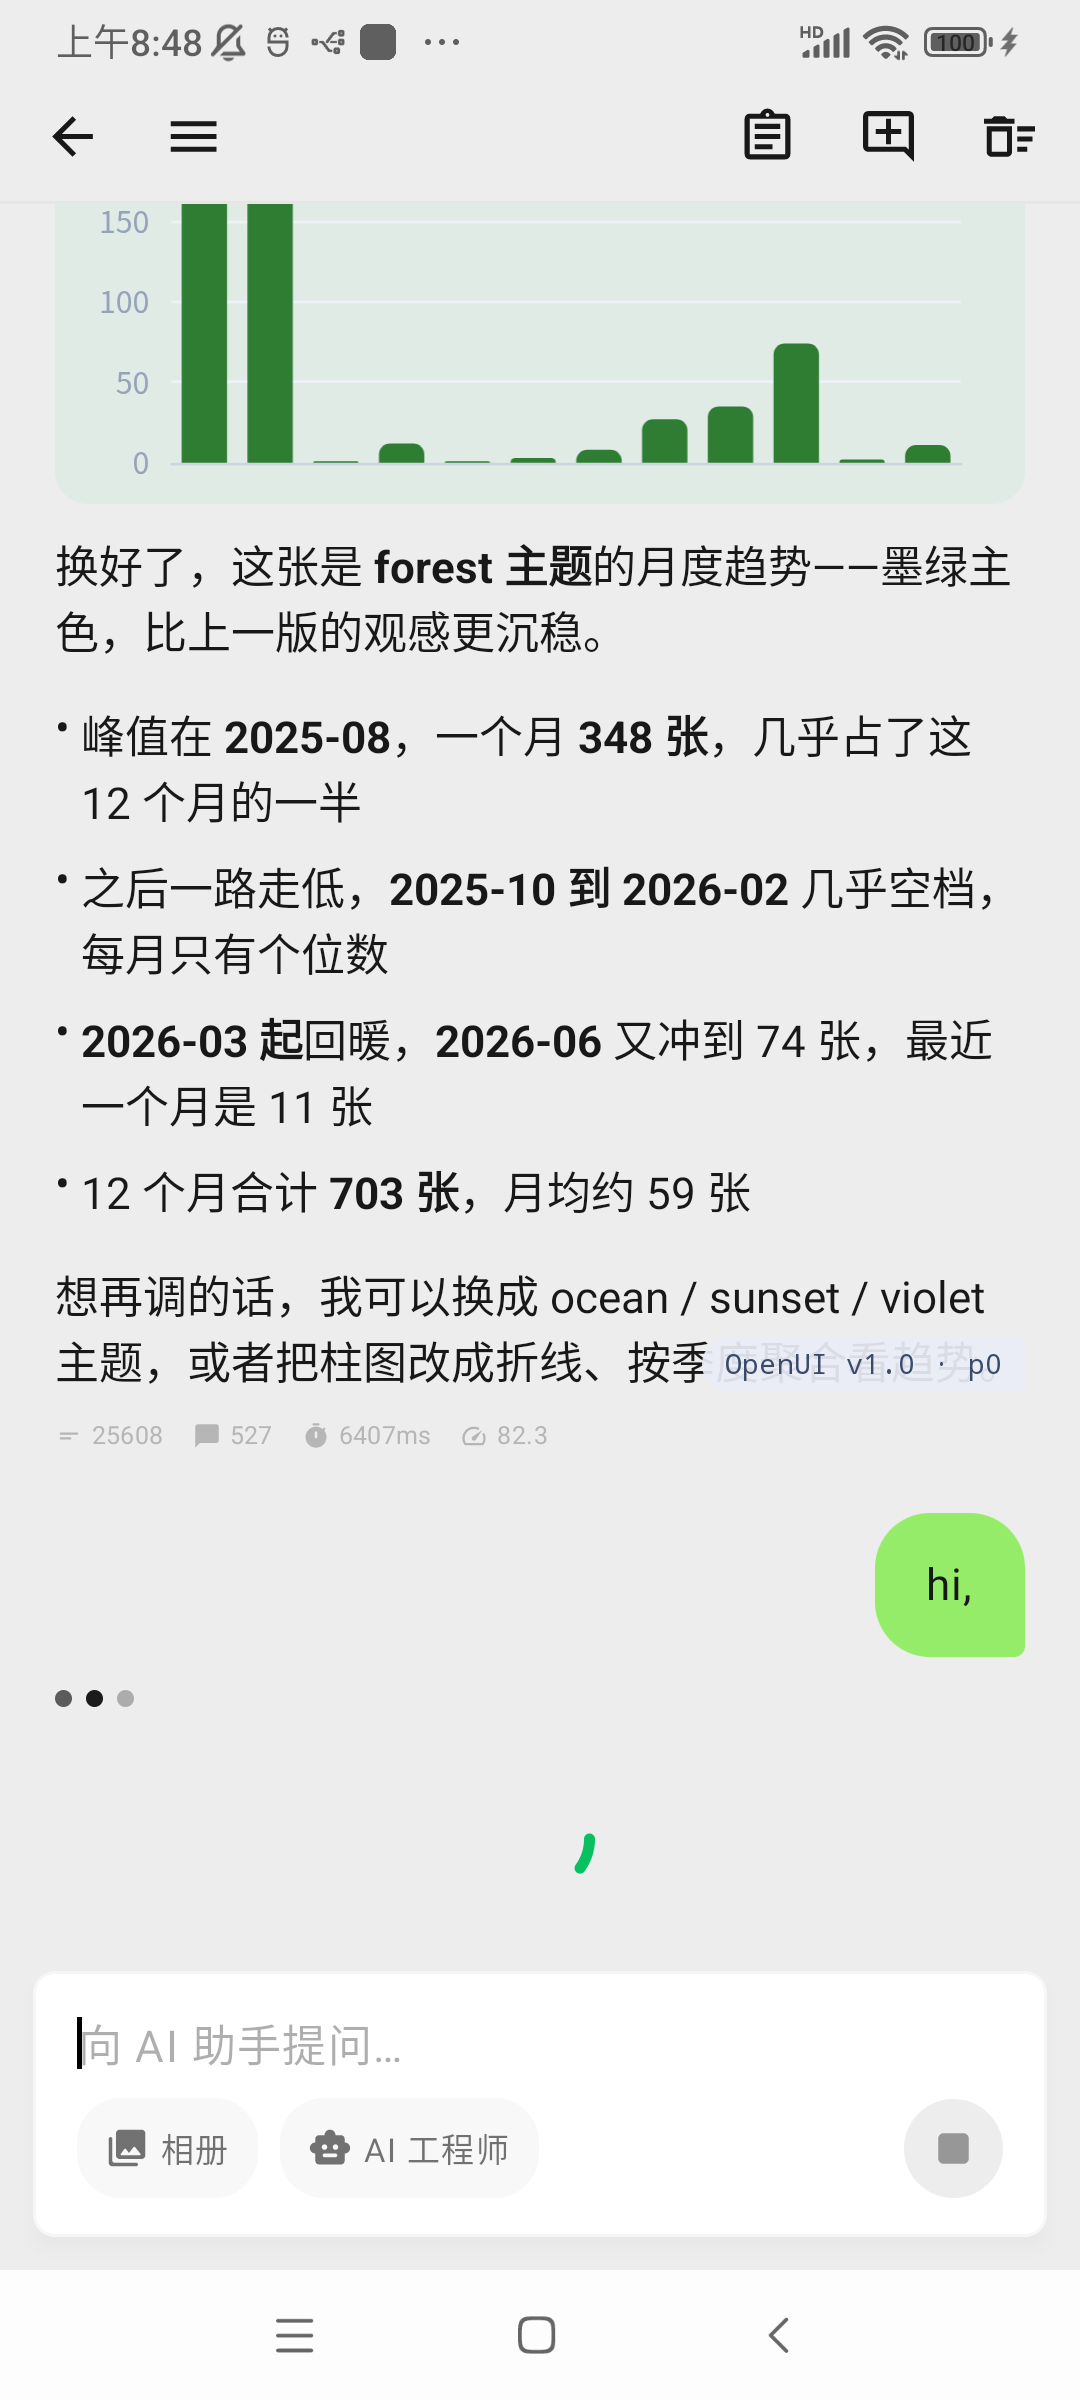 上午8:48
HD
100
150
100
50
0
换好了，这张是 forest 主题的月度趋势——墨绿主
色，比上一版的观感更沉稳。
• 峰值在 2025-08，一个月 348 张，几乎占了这
12 个月的一半
• 之后一路走低，2025-10 到 2026-02 几乎空档，
每月只有个位数
• 2026-03 起回暖，2026-06 又冲到 74 张，最近
一个月是 11 张
• 12 个月合计 703 张，月均约 59 张
想再调的话，我可以换成 ocean / sunset / violet
主题，或者把柱图改成折线、按季度聚合看趋势。
OpenUI v1.0 · p0
25608 527 6407ms 82.3
hi,
向 AI 助手提问...
相册 AI 工程师